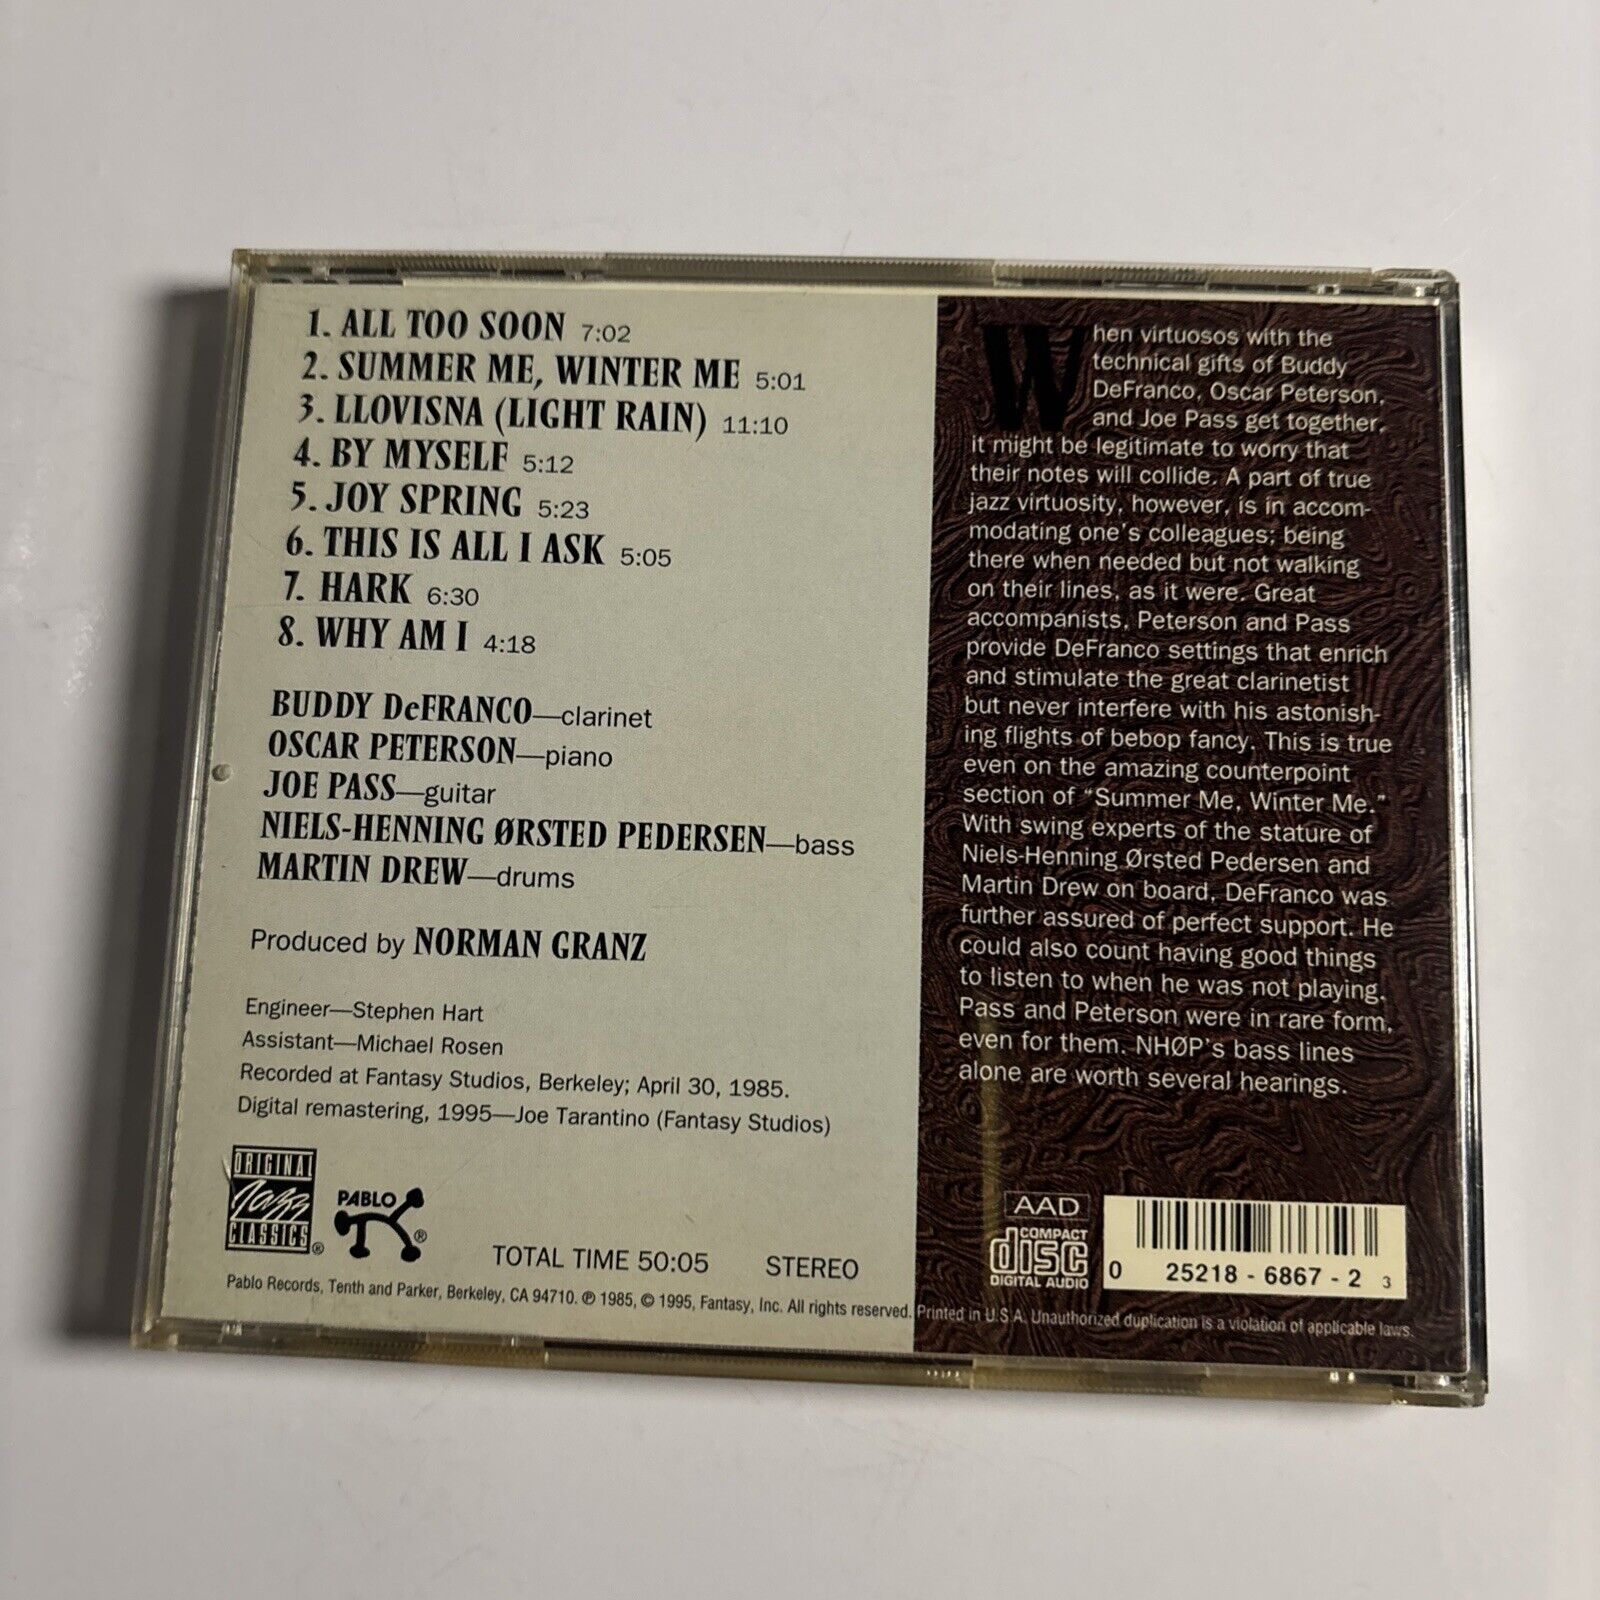 1. ALL TOO SOON 7:02
2. SUMMER ME, WINTER ME 5:01
3. LLOVISNA (LIGHT RAIN) 11:10
4. BY MYSELF 5:12
5. JOY SPRING 5:23
6. THIS IS ALL I ASK 5:05
7. HARK 6:30
8. WHY AM I 4:18
BUDDY DeFRANCO—clarinet
OSCAR PETERSON—piano
JOE PASS—guitar
NIELS-HENNING ØRSTED PEDERSEN—bass
MARTIN DREW—drums
Produced by NORMAN GRANZ
Engineer—Stephen Hart
Assistant—Michael Rosen
Recorded at Fantasy Studios, Berkeley; April 30, 1985.
Digital remastering, 1995—Joe Tarantino (Fantasy Studios)
ORIGINAL
Jazz
CLASSICS ®
PABLO ®
TOTAL TIME 50:05 STEREO
When virtuosos with the
technical gifts of Buddy
DeFranco, Oscar Peterson,
and Joe Pass get together,
it might be legitimate to worry that
their notes will collide. A part of true
jazz virtuosity, however, is in accom-
modating one's colleagues; being
there when needed but not walking
on their lines, as it were. Great
accompanists, Peterson and Pass
provide DeFranco settings that enrich
and stimulate the great clarinetist
but never interfere with his astonish-
ing flights of bebop fancy. This is true
even on the amazing counterpoint
section of "Summer Me, Winter Me."
With swing experts of the stature of
Niels-Henning Ørsted Pedersen and
Martin Drew on board, DeFranco was
further assured of perfect support. He
could also count having good things
to listen to when he was not playing.
Pass and Peterson were in rare form,
even for them. NHØP's bass lines
alone are worth several hearings.
AAD
COMPACT
disc
DIGITAL AUDIO
0 25218-6867-2 3
Pablo Records, Tenth and Parker, Berkeley, CA 94710. ℗ 1985, © 1995, Fantasy, Inc. All rights reserved. Printed in U.S.A. Unauthorized duplication is a violation of applicable laws.